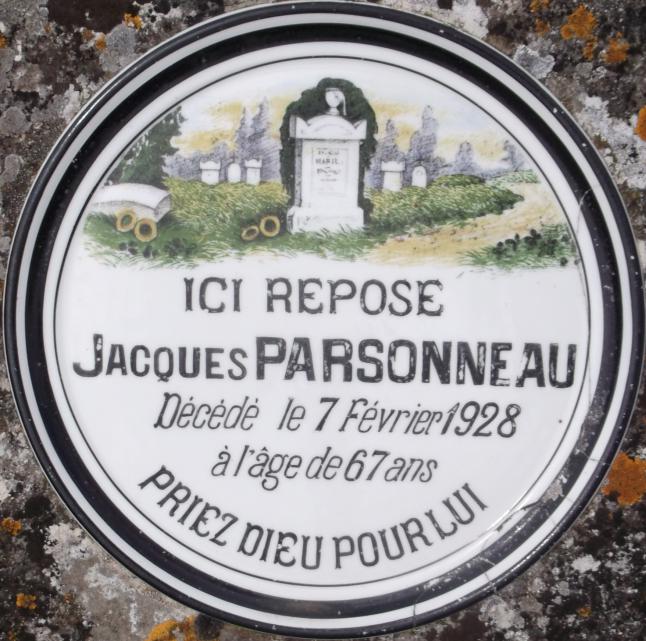 ICI REPOSE
JACQUES PARSONNEAU
Décédé le 7 Février 1928
à l'âge de 67 ans
PRIEZ DIEU POUR LUI